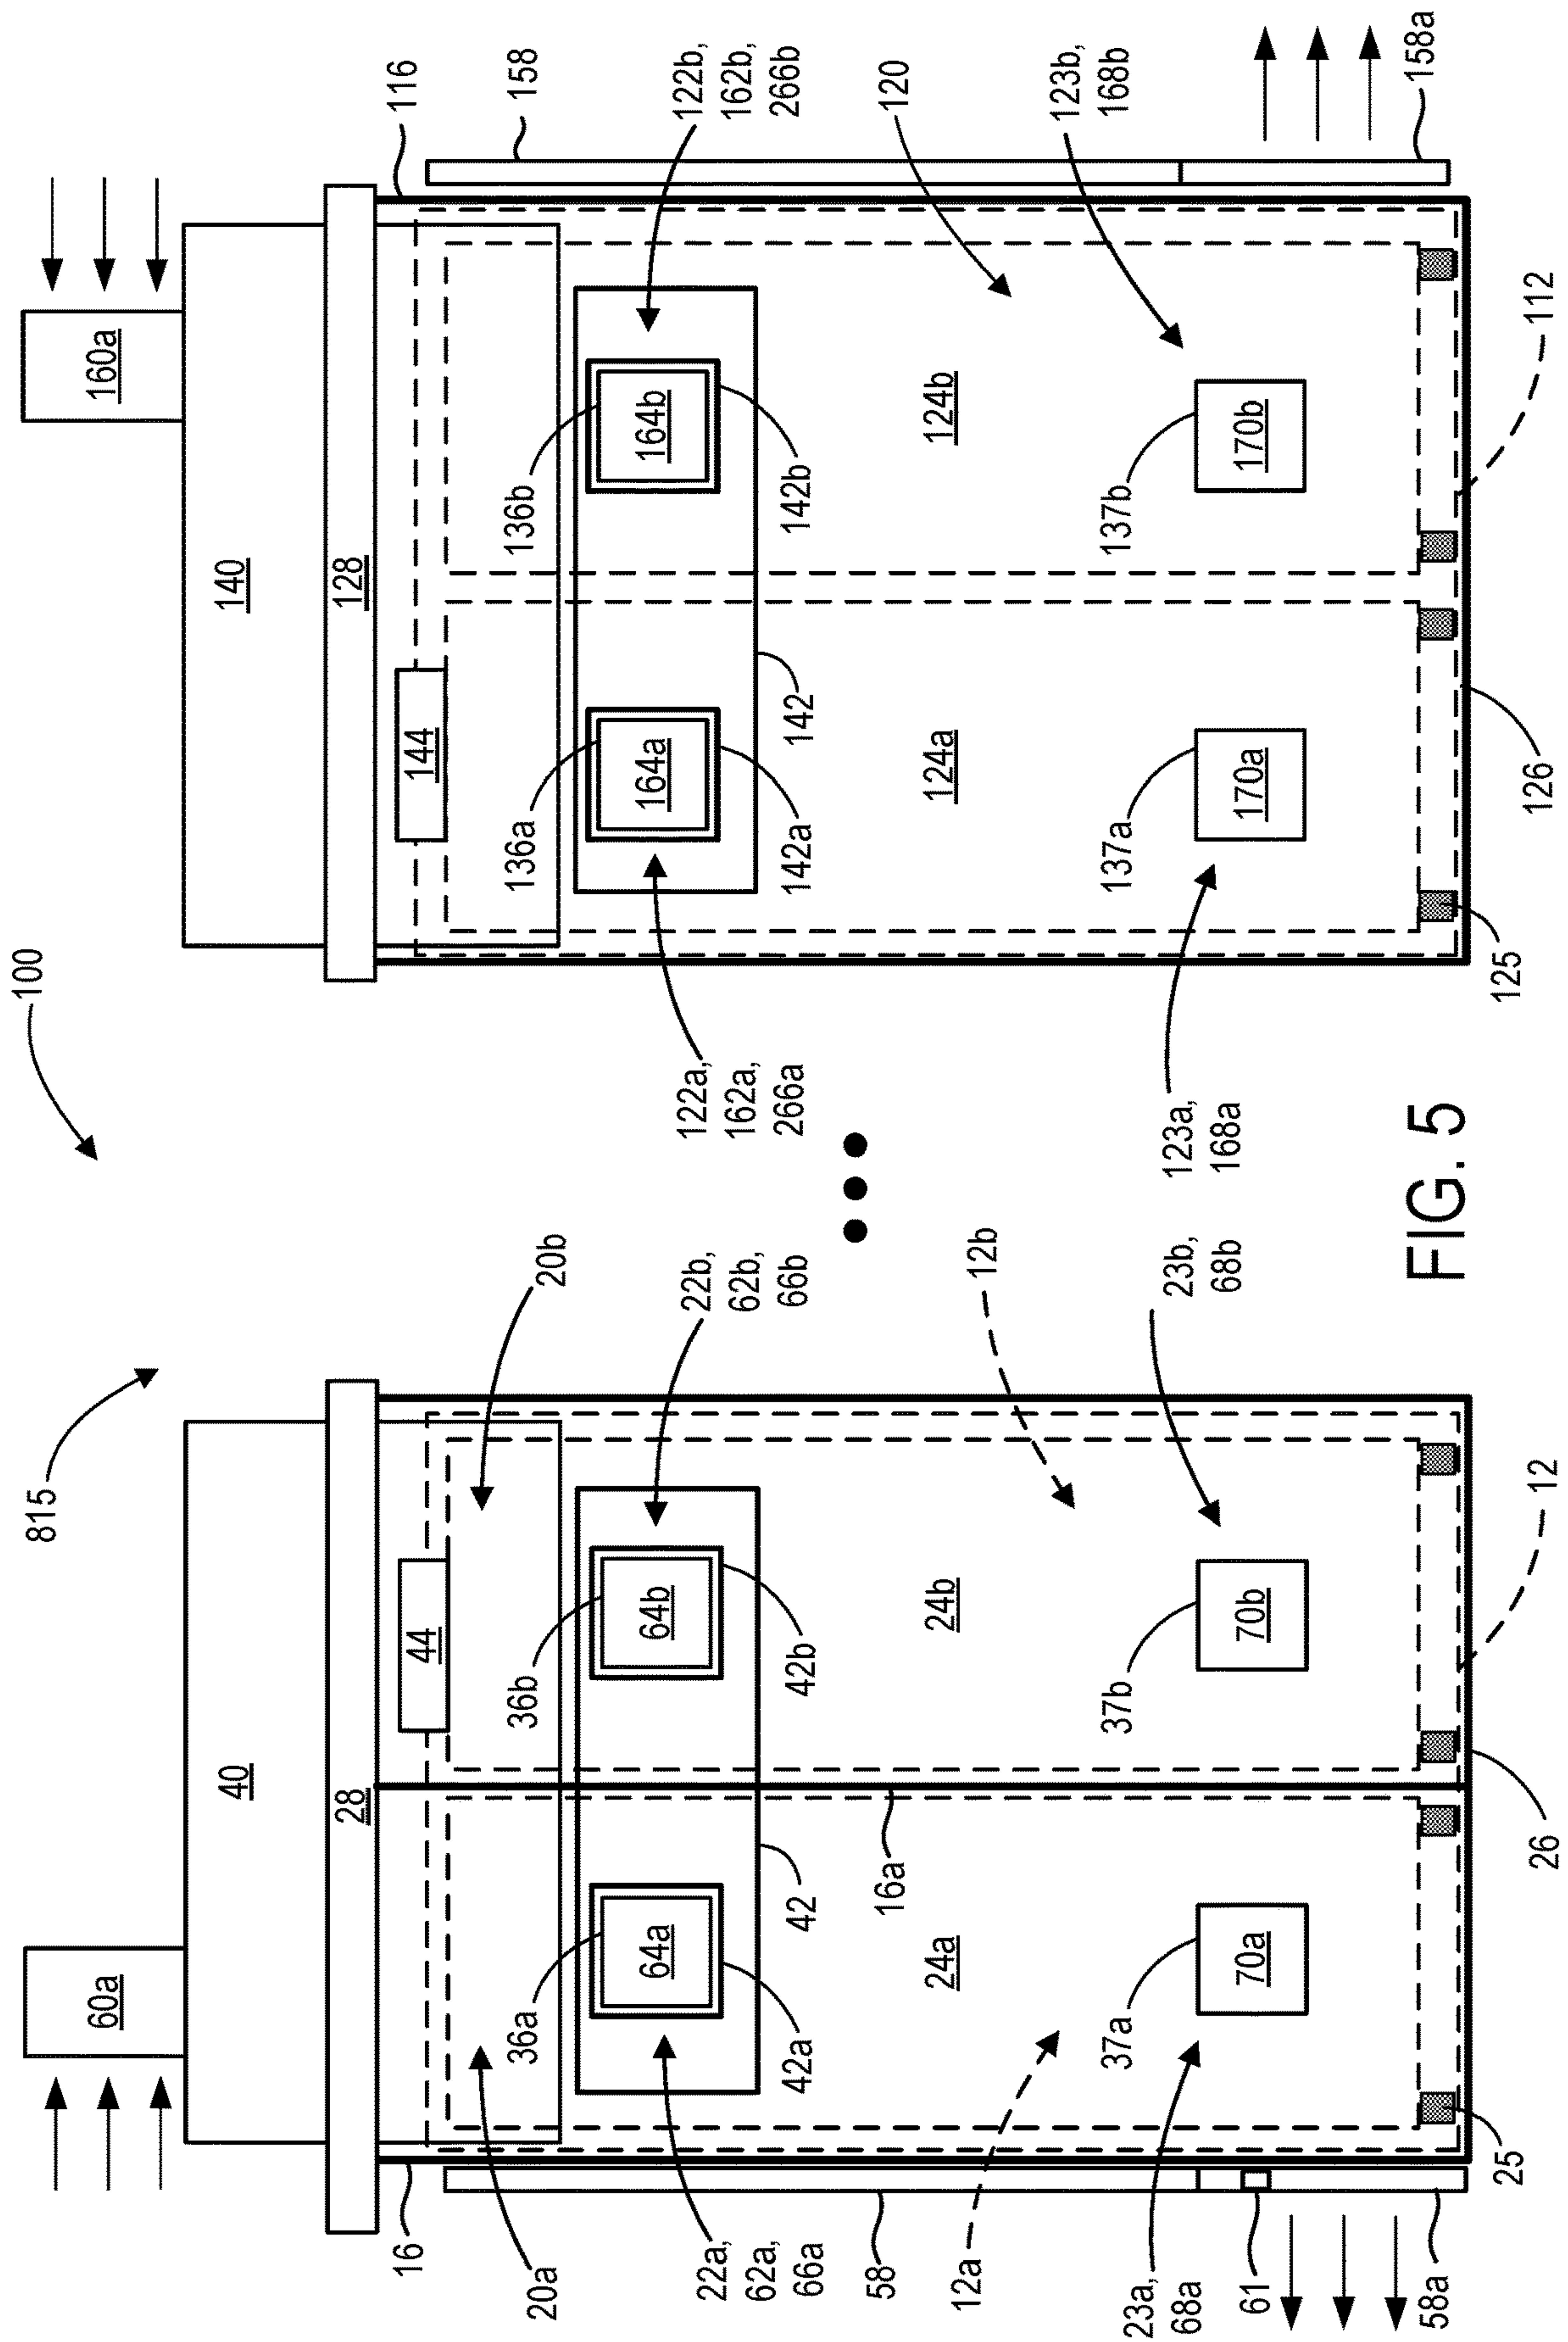 100
815
60a
40
28
44
16
20a
20b
36a
64a
42a
36b
64b
42b
22a,
62a,
66a
22b,
62b,
66b
42
58
16a
24a
24b
12a
12b
37a
70a
37b
70b
23a,
68a
23b,
68b
61
58a
25
26
12
160a
140
128
144
116
158
136a
164a
142a
136b
164b
142b
122a,
162a,
266a
122b,
162b,
266b
142
120
124a
124b
137a
170a
137b
170b
123a,
168a
123b,
168b
158a
125
126
112
FIG. 5